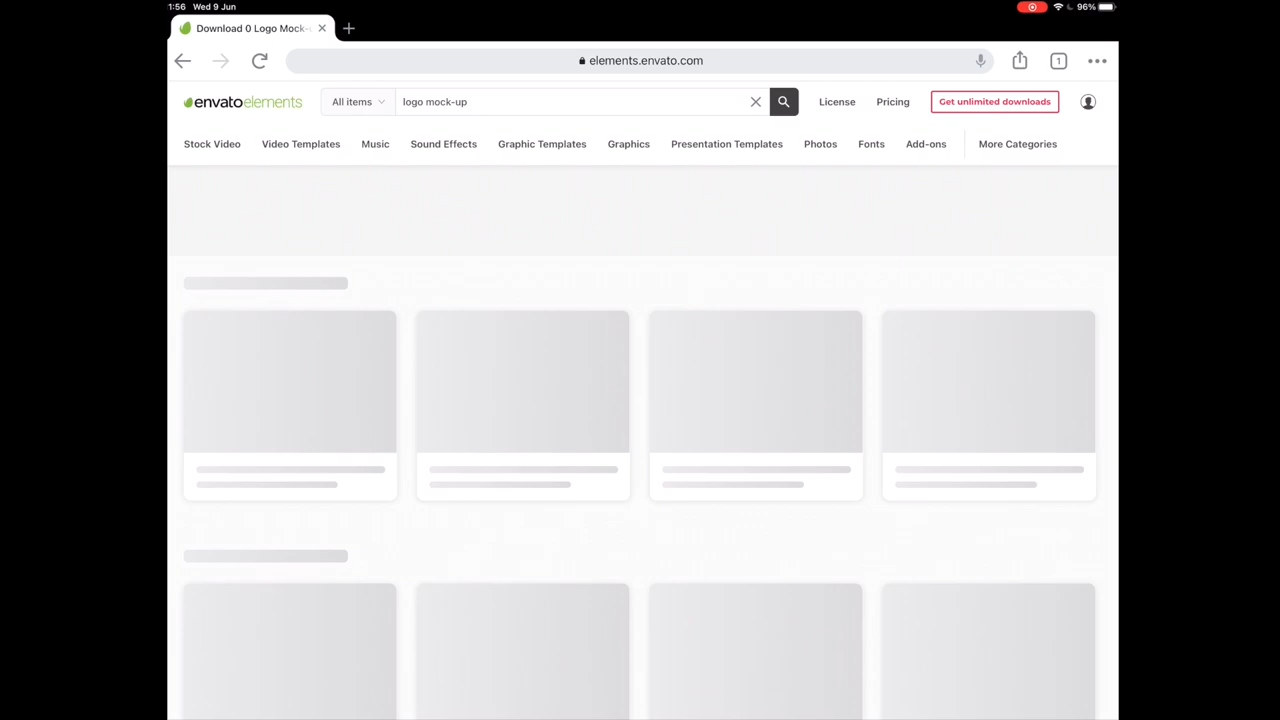 1:56 Wed 9 Jun
96%
Download 0 Logo Mock-
elements.envato.com
1
envatoelements
All items
logo mock-up
License
Pricing
Get unlimited downloads
Stock Video
Video Templates
Music
Sound Effects
Graphic Templates
Graphics
Presentation Templates
Photos
Fonts
Add-ons
More Categories